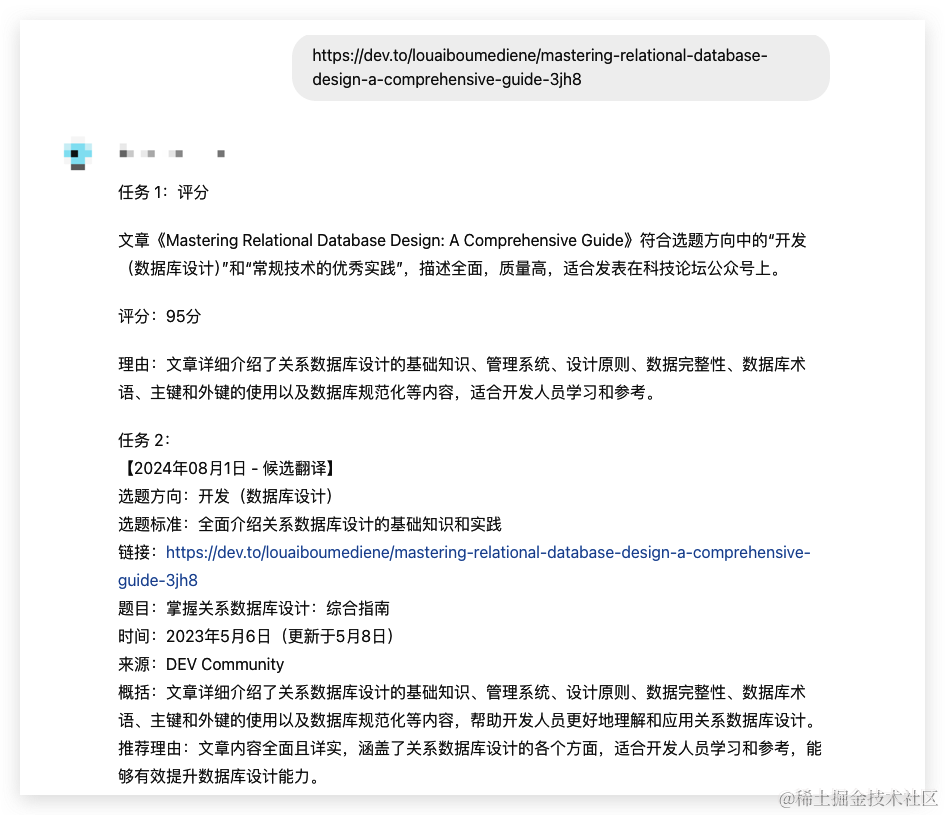 https://dev.to/louaiboumediene/mastering-relational-database-
design-a-comprehensive-guide-3jh8
任务 1：评分
文章《Mastering Relational Database Design: A Comprehensive Guide》符合选题方向中的“开发
（数据库设计）”和“常规技术的优秀实践”，描述全面，质量高，适合发表在科技论坛公众号上。
评分：95分
理由：文章详细介绍了关系数据库设计的基础知识、管理系统、设计原则、数据完整性、数据库术
语、主键和外键的使用以及数据库规范化等内容，适合开发人员学习和参考。
任务 2：
【2024年08月1日 - 候选翻译】
选题方向：开发（数据库设计）
选题标准：全面介绍关系数据库设计的基础知识和实践
链接：https://dev.to/louaiboumediene/mastering-relational-database-design-a-comprehensive-
guide-3jh8
题目：掌握关系数据库设计：综合指南
时间：2023年5月6日（更新于5月8日）
来源：DEV Community
概括：文章详细介绍了关系数据库设计的基础知识、管理系统、设计原则、数据完整性、数据库术
语、主键和外键的使用以及数据库规范化等内容，帮助开发人员更好地理解和应用关系数据库设计。
推荐理由：文章内容全面且详实，涵盖了关系数据库设计的各个方面，适合开发人员学习和参考，能
够有效提升数据库设计能力。
@稀土掘金技术社区